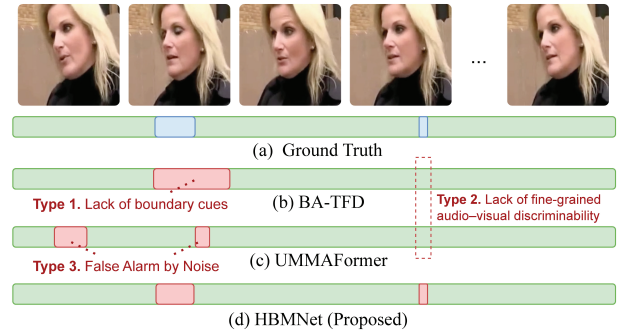 ...
(a) Ground Truth
Type 1. Lack of boundary cues
(b) BA-TFD
Type 2. Lack of fine-grained
audio–visual discriminability
Type 3. False Alarm by Noise
(c) UMMAFormer
(d) HBMNet (Proposed)